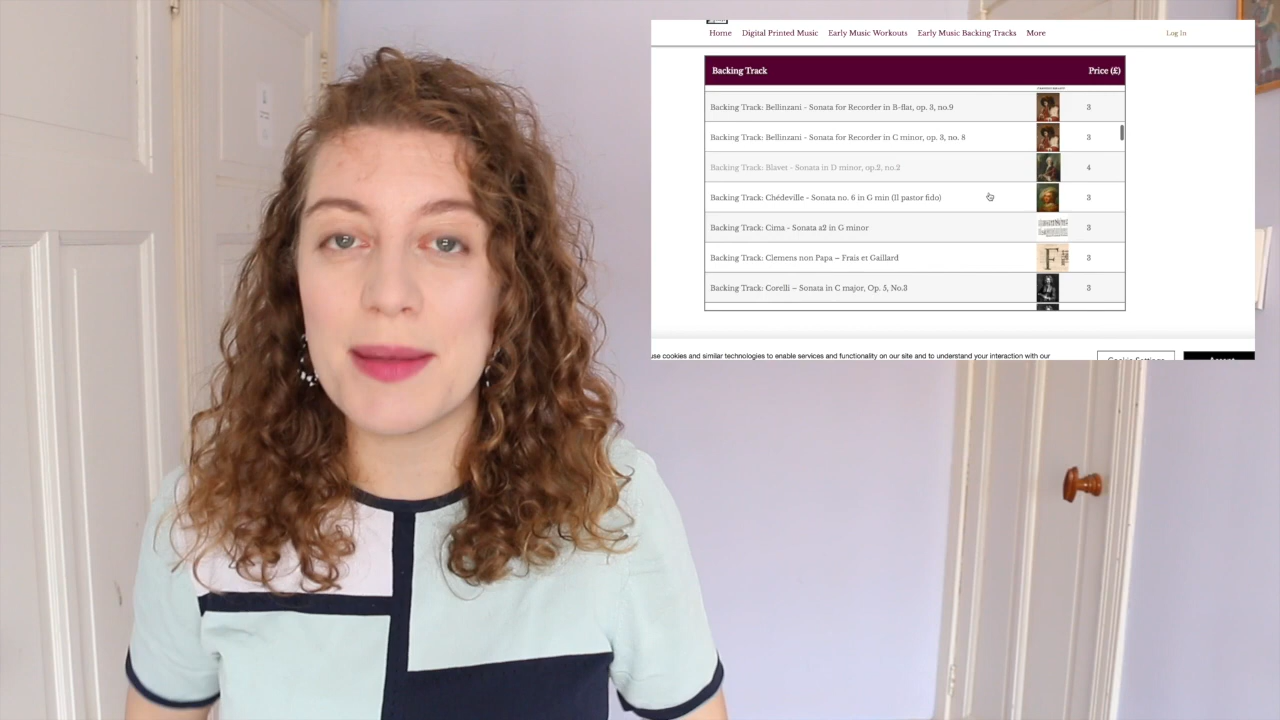 Home Digital Printed Music Early Music Workouts Early Music Backing Tracks More Log In
Backing Track Price (£)
Backing Track: Bellinzani - Sonata for Recorder in B-flat, op. 3, no.9 3
Backing Track: Bellinzani - Sonata for Recorder in C minor, op. 3, no. 8 3
Backing Track: Blavet - Sonata in D minor, op.2, no.2 4
Backing Track: Chédeville - Sonata no. 6 in G min (Il pastor fido) 3
Backing Track: Cima - Sonata a2 in G minor 3
Backing Track: Clemens non Papa – Frais et Gaillard 3
F
Backing Track: Corelli – Sonata in C major, Op. 5, No.3 3
use cookies and similar technologies to enable services and functionality on our site and to understand your interaction with our
Cookie Settings Accept